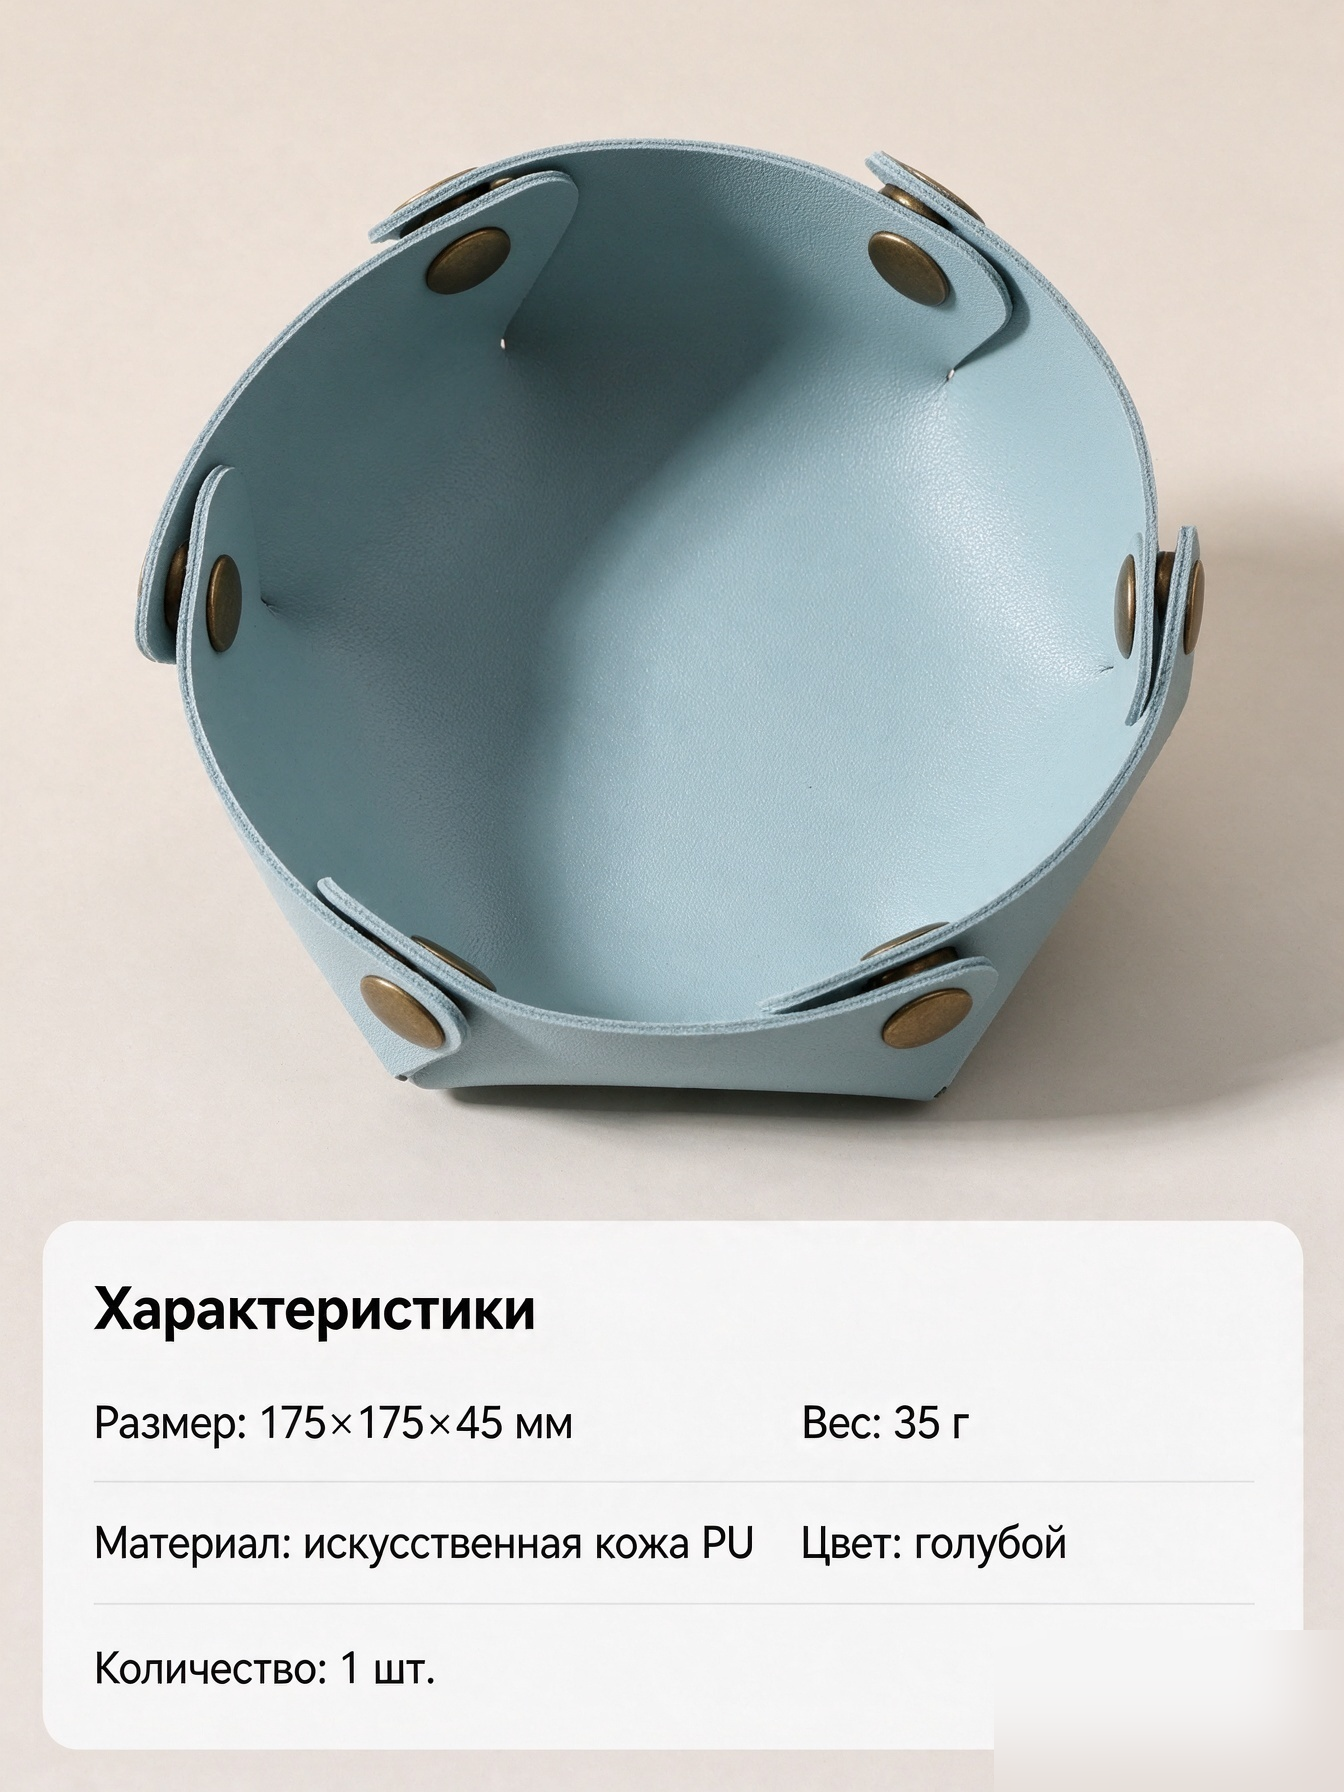 Характеристики
Размер: 175×175×45 мм
Вес: 35 г
Материал: искусственная кожа PU
Цвет: голубой
Количество: 1 шт.